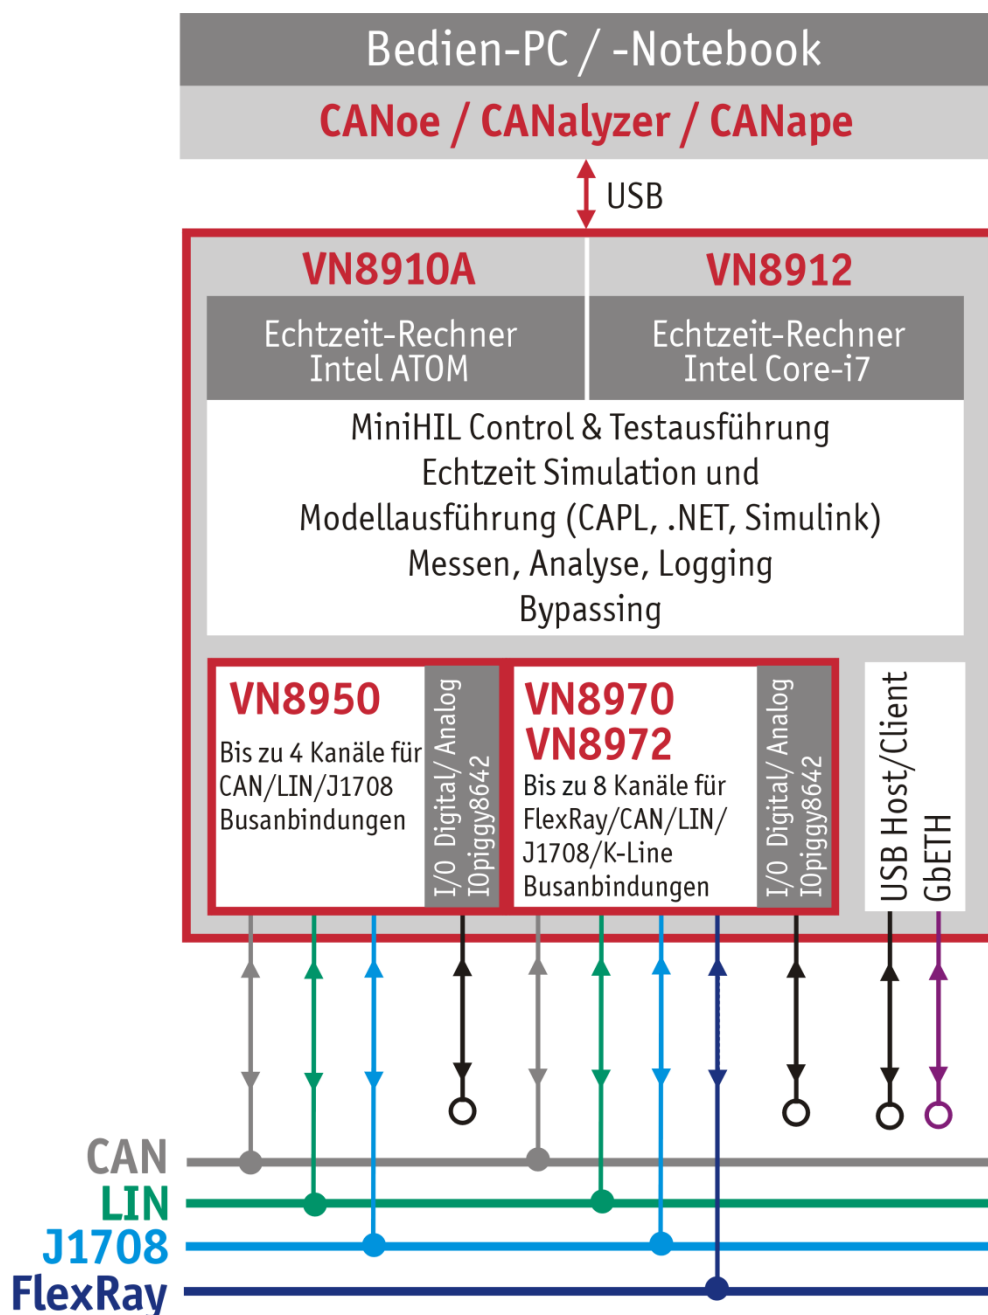 Bedien-PC / -Notebook
CANoe / CANalyzer / CANape
USB
VN8910A
Echtzeit-Rechner
Intel ATOM
VN8912
Echtzeit-Rechner
Intel Core-i7
MiniHIL Control & Testausführung
Echtzeit Simulation und
Modellausführung (CAPL, .NET, Simulink)
Messen, Analyse, Logging
Bypassing
VN8950
Bis zu 4 Kanäle für
CAN/LIN/J1708
Busanbindungen
I/O Digital/ Analog
IOpiggy8642
VN8970
VN8972
Bis zu 8 Kanäle für
FlexRay/CAN/LIN/
J1708/K-Line
Busanbindungen
I/O Digital/ Analog
IOpiggy8642
USB Host/Client
GbETH
CAN
LIN
J1708
FlexRay